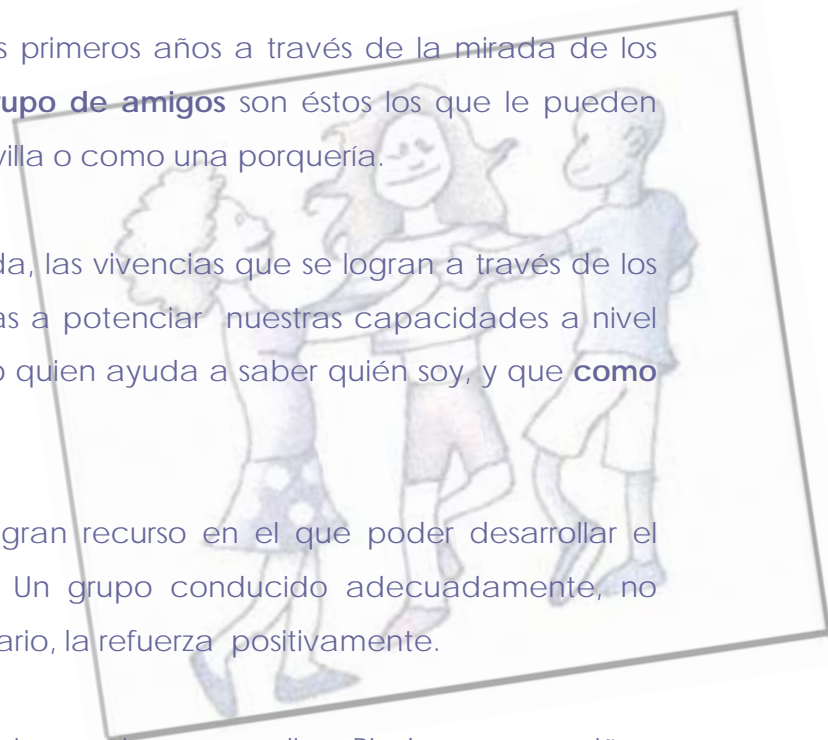 s primeros años a través de la mirada de los
rupo de amigos son éstos los que le pueden
villa o como una porquería.
da, las vivencias que se logran a través de los
as a potenciar nuestras capacidades a nivel
o quien ayuda a saber quién soy, y que como
gran recurso en el que poder desarrollar el
Un grupo conducido adecuadamente, no
ario, la refuerza positivamente.